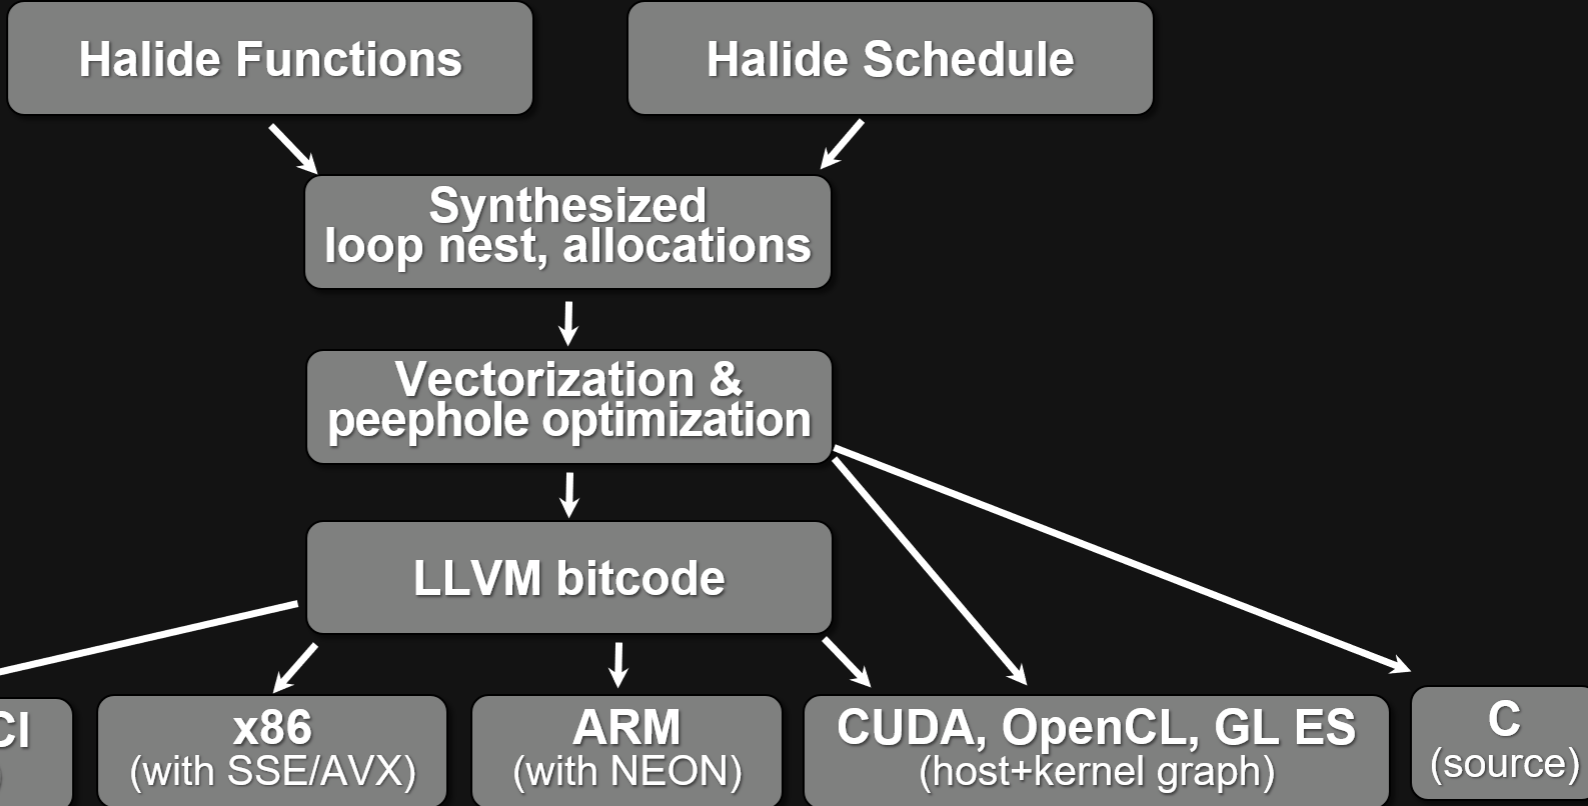 Halide Functions
Halide Schedule
Synthesized
loop nest, allocations
Vectorization &
peephole optimization
LLVM bitcode
x86
(with SSE/AVX)
ARM
(with NEON)
CUDA, OpenCL, GL ES
(host+kernel graph)
C
(source)